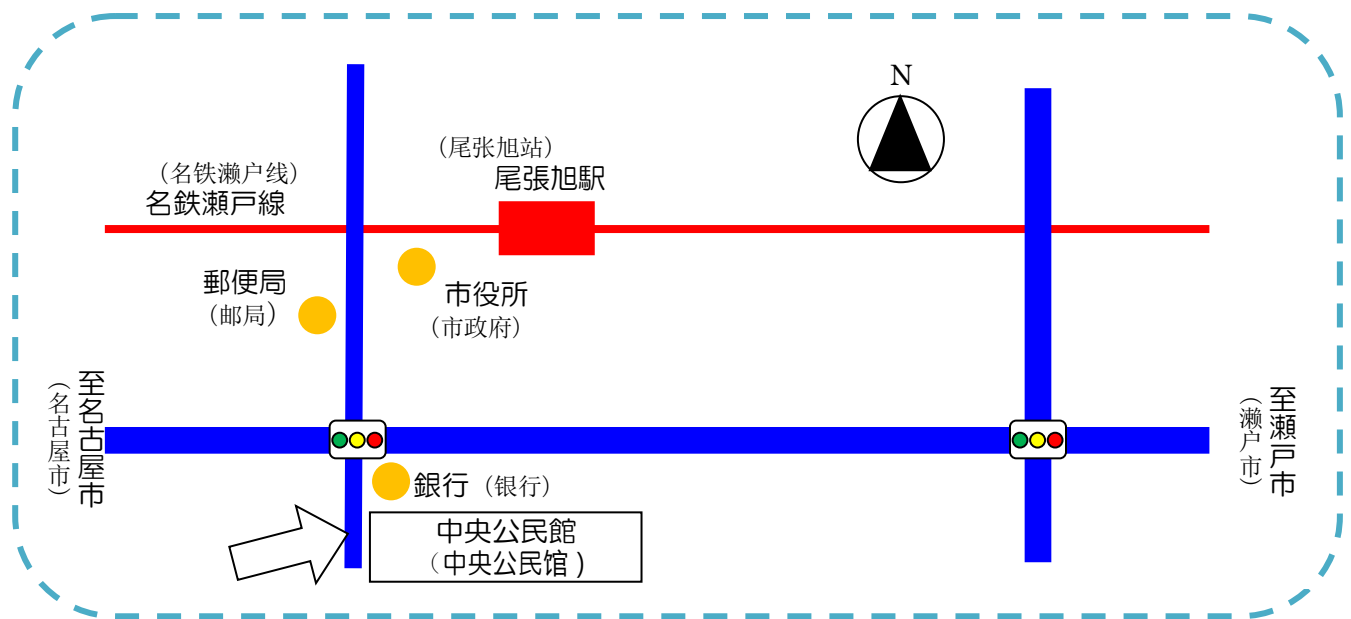 N
（尾张旭站）
尾張旭駅
（名铁濑户线）
名鉄瀬戸線
郵便局
（邮局）
市役所
（市政府）
至名古屋市
（名古屋市）
至瀬戸市
（濑户市）
銀行（银行）
中央公民館
（中央公民馆）